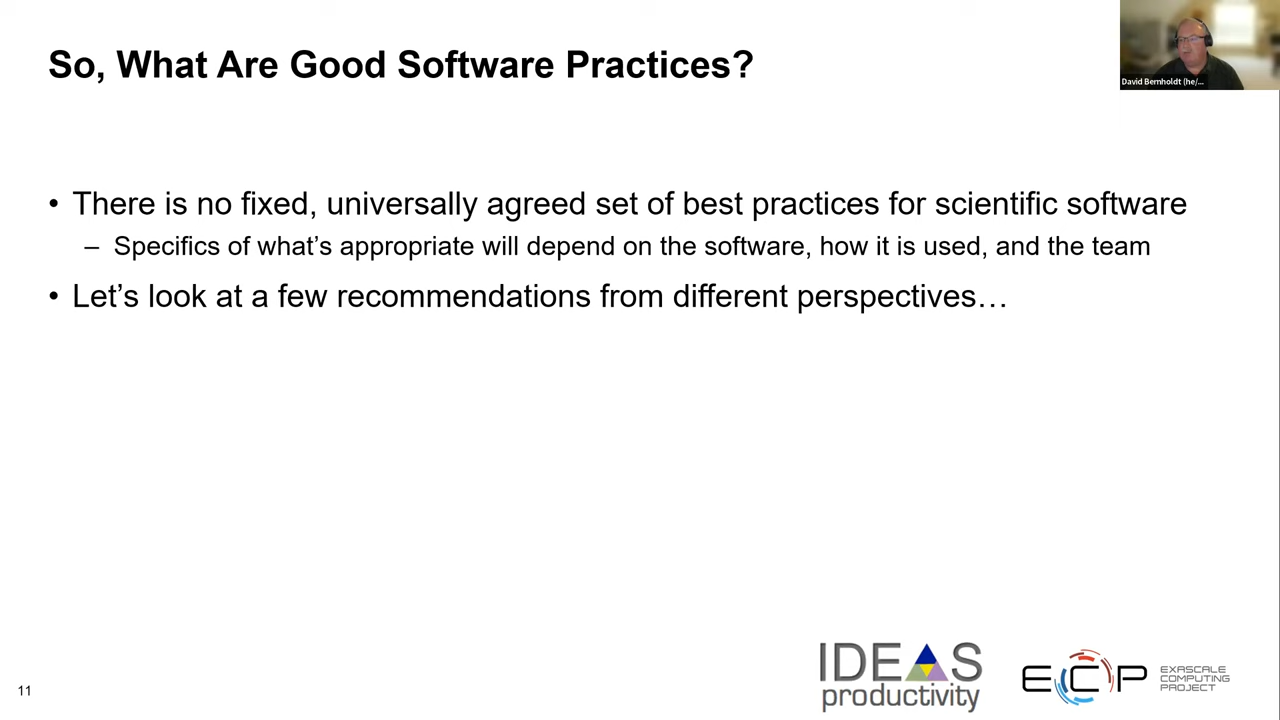 So, What Are Good Software Practices?
David Bernholdt (he/...
• There is no fixed, universally agreed set of best practices for scientific software
– Specifics of what’s appropriate will depend on the software, how it is used, and the team
• Let’s look at a few recommendations from different perspectives…
IDEAS
productivity
ECP
EXASCALE
COMPUTING
PROJECT
11